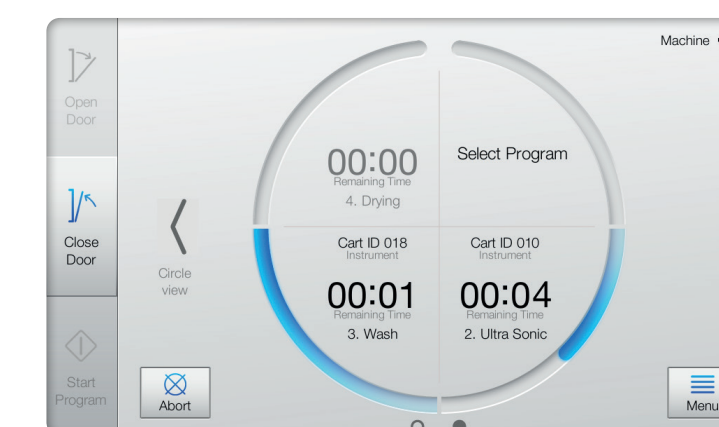 Machine
Open
Door
Close
Door
Start
Program
Circle
view
00:00
Remaining Time
4. Drying
Select Program
Cart ID 018
Instrument
00:01
Remaining Time
3. Wash
Cart ID 010
Instrument
00:04
Remaining Time
2. Ultra Sonic
Abort
Menu